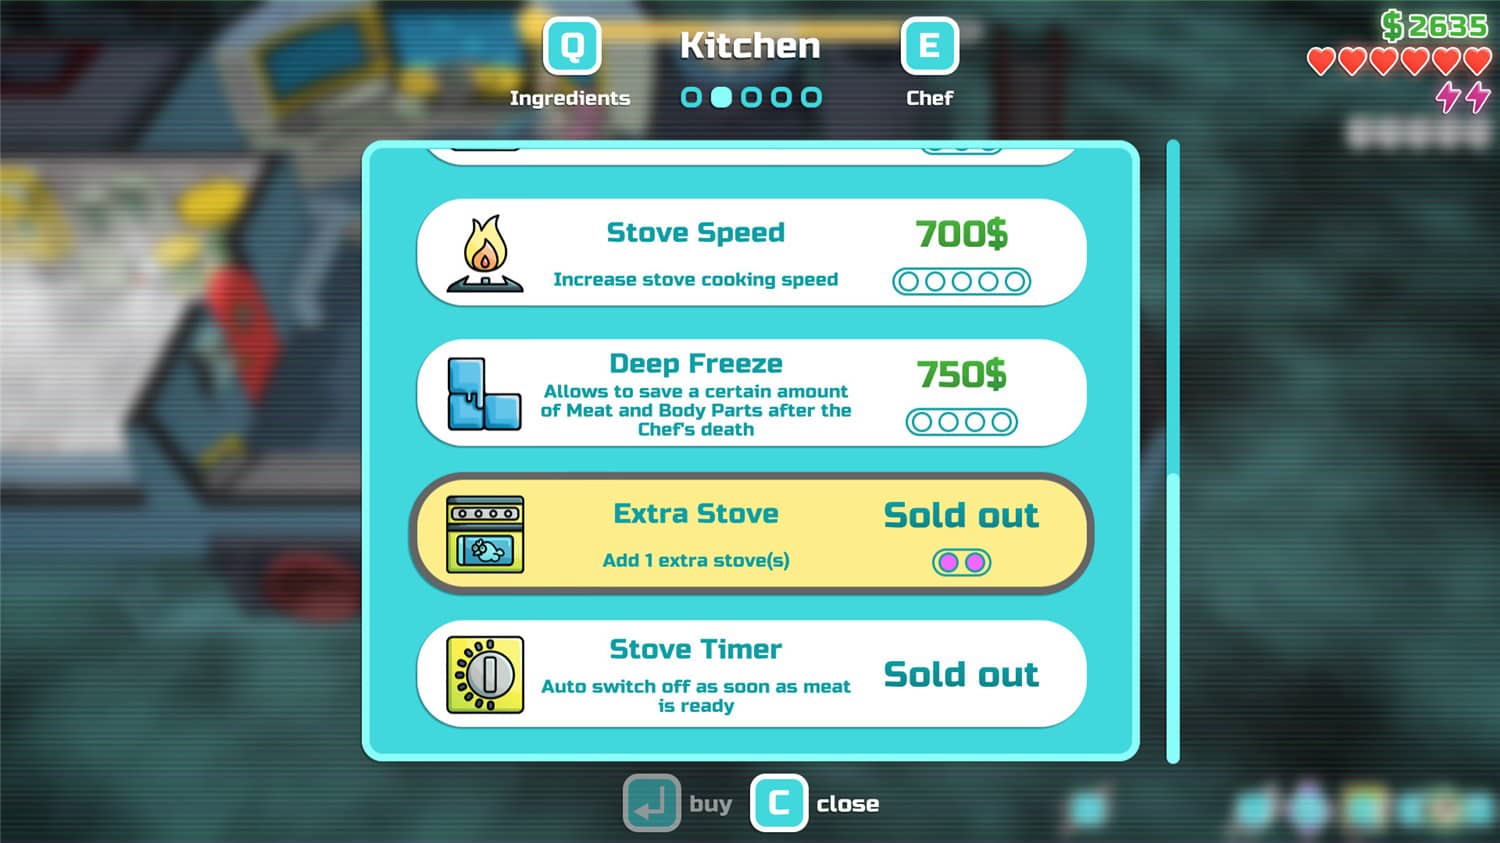 Q
Kitchen
E
$ 2635
Ingredients
Chef
Stove Speed
700$
Increase stove cooking speed
Deep Freeze
750$
Allows to save a certain amount
of Meat and Body Parts after the
Chef's death
Extra Stove
Sold out
Add 1 extra stove(s)
Stove Timer
Sold out
Auto switch off as soon as meat
is ready
buy
C
close